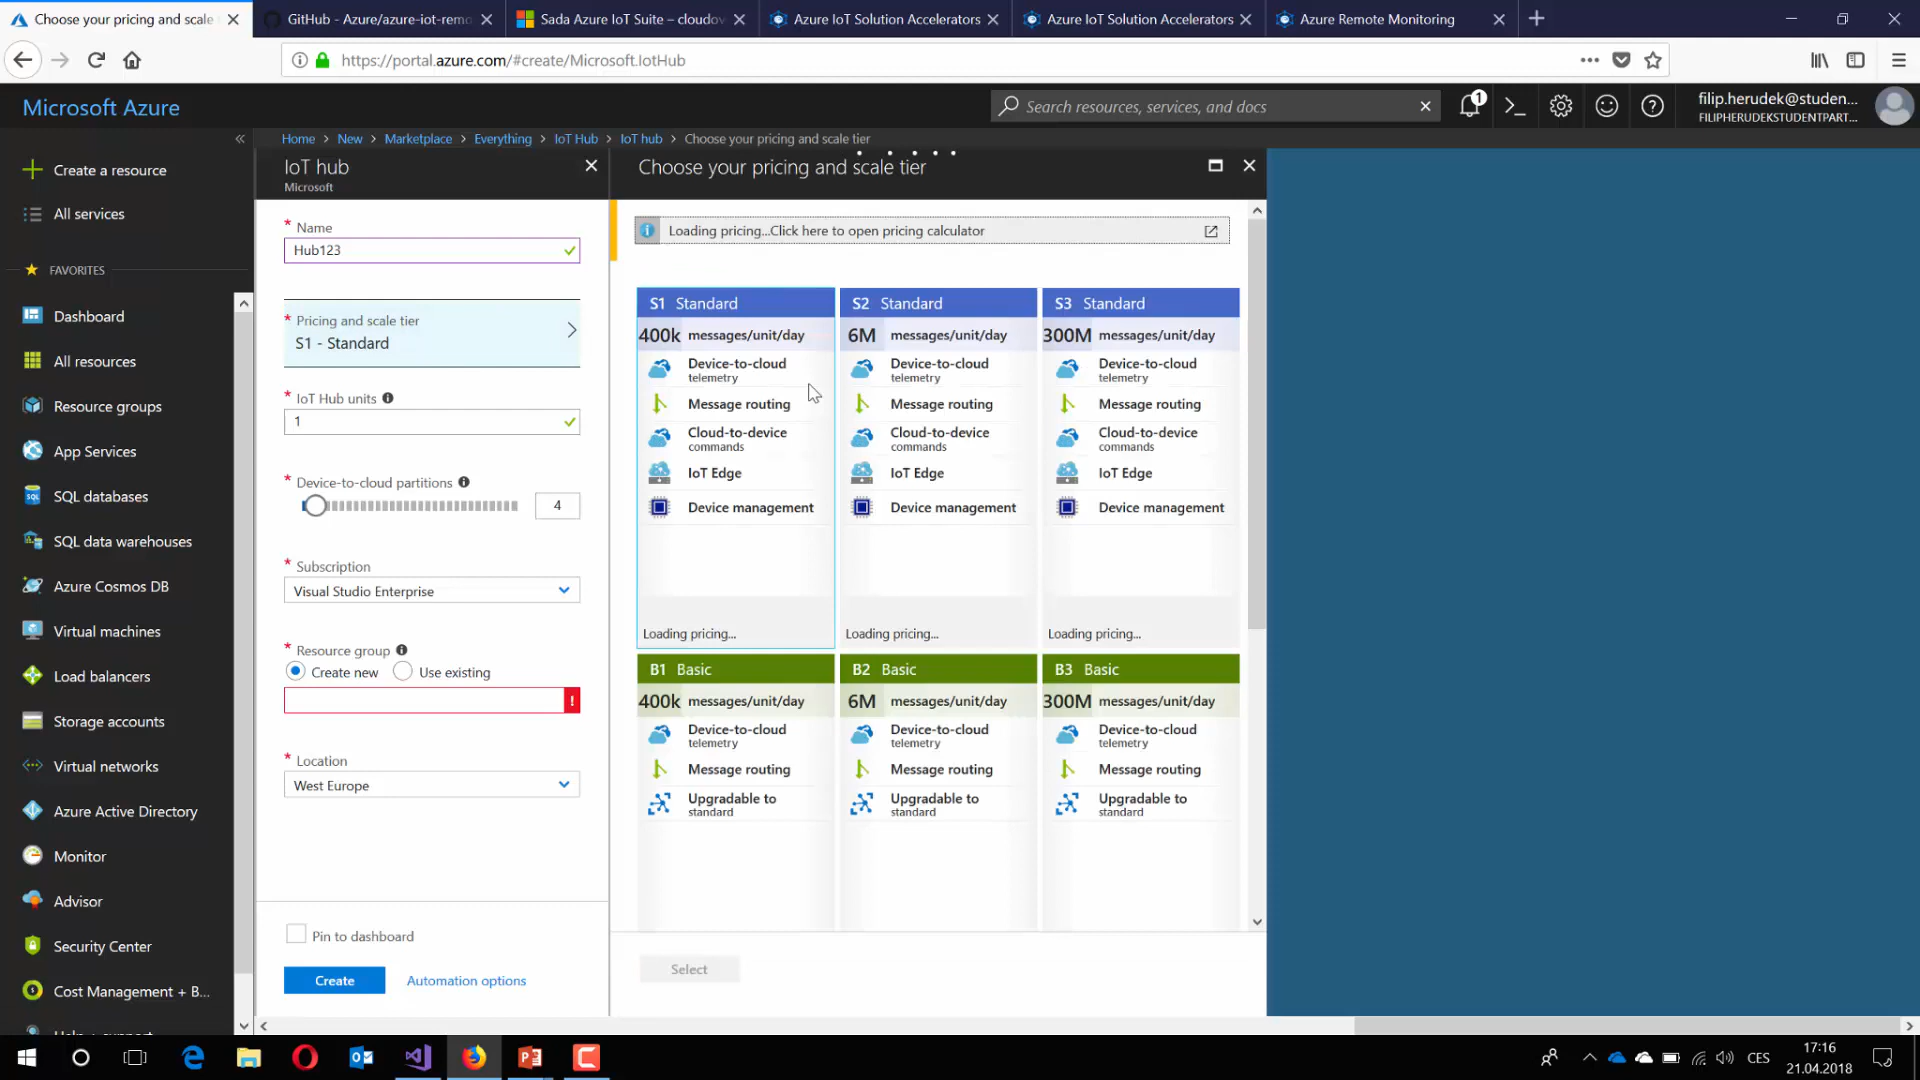 Choose your pricing and scale
GitHub - Azure/azure-iot-remo
Sada Azure IoT Suite – cloudov
Azure IoT Solution Accelerators
Azure IoT Solution Accelerators
Azure Remote Monitoring
https://portal.azure.com/#create/Microsoft.IotHub
Microsoft Azure
Search resources, services, and docs
1
filip.herudek@studen...
FILIPHERUDEKSTUDENTPART...
Home > New > Marketplace > Everything > IoT Hub > IoT hub > Choose your pricing and scale tier
Create a resource
All services
FAVORITES
Dashboard
All resources
Resource groups
App Services
SQL databases
SQL data warehouses
Azure Cosmos DB
Virtual machines
Load balancers
Storage accounts
Virtual networks
Azure Active Directory
Monitor
Advisor
Security Center
Cost Management + B...
IoT hub
Microsoft
* Name
Hub123
* Pricing and scale tier
S1 - Standard
* IoT Hub units
1
* Device-to-cloud partitions
4
* Subscription
Visual Studio Enterprise
* Resource group
Create new
Use existing
* Location
West Europe
Pin to dashboard
Create
Automation options
Choose your pricing and scale tier
Loading pricing...Click here to open pricing calculator
S1 Standard
400k messages/unit/day
Device-to-cloud
telemetry
Message routing
Cloud-to-device
commands
IoT Edge
Device management
Loading pricing...
S2 Standard
6M messages/unit/day
Device-to-cloud
telemetry
Message routing
Cloud-to-device
commands
IoT Edge
Device management
Loading pricing...
S3 Standard
300M messages/unit/day
Device-to-cloud
telemetry
Message routing
Cloud-to-device
commands
IoT Edge
Device management
Loading pricing...
B1 Basic
400k messages/unit/day
Device-to-cloud
telemetry
Message routing
Upgradable to
standard
B2 Basic
6M messages/unit/day
Device-to-cloud
telemetry
Message routing
Upgradable to
standard
B3 Basic
300M messages/unit/day
Device-to-cloud
telemetry
Message routing
Upgradable to
standard
Select
CES
17:16
21.04.2018